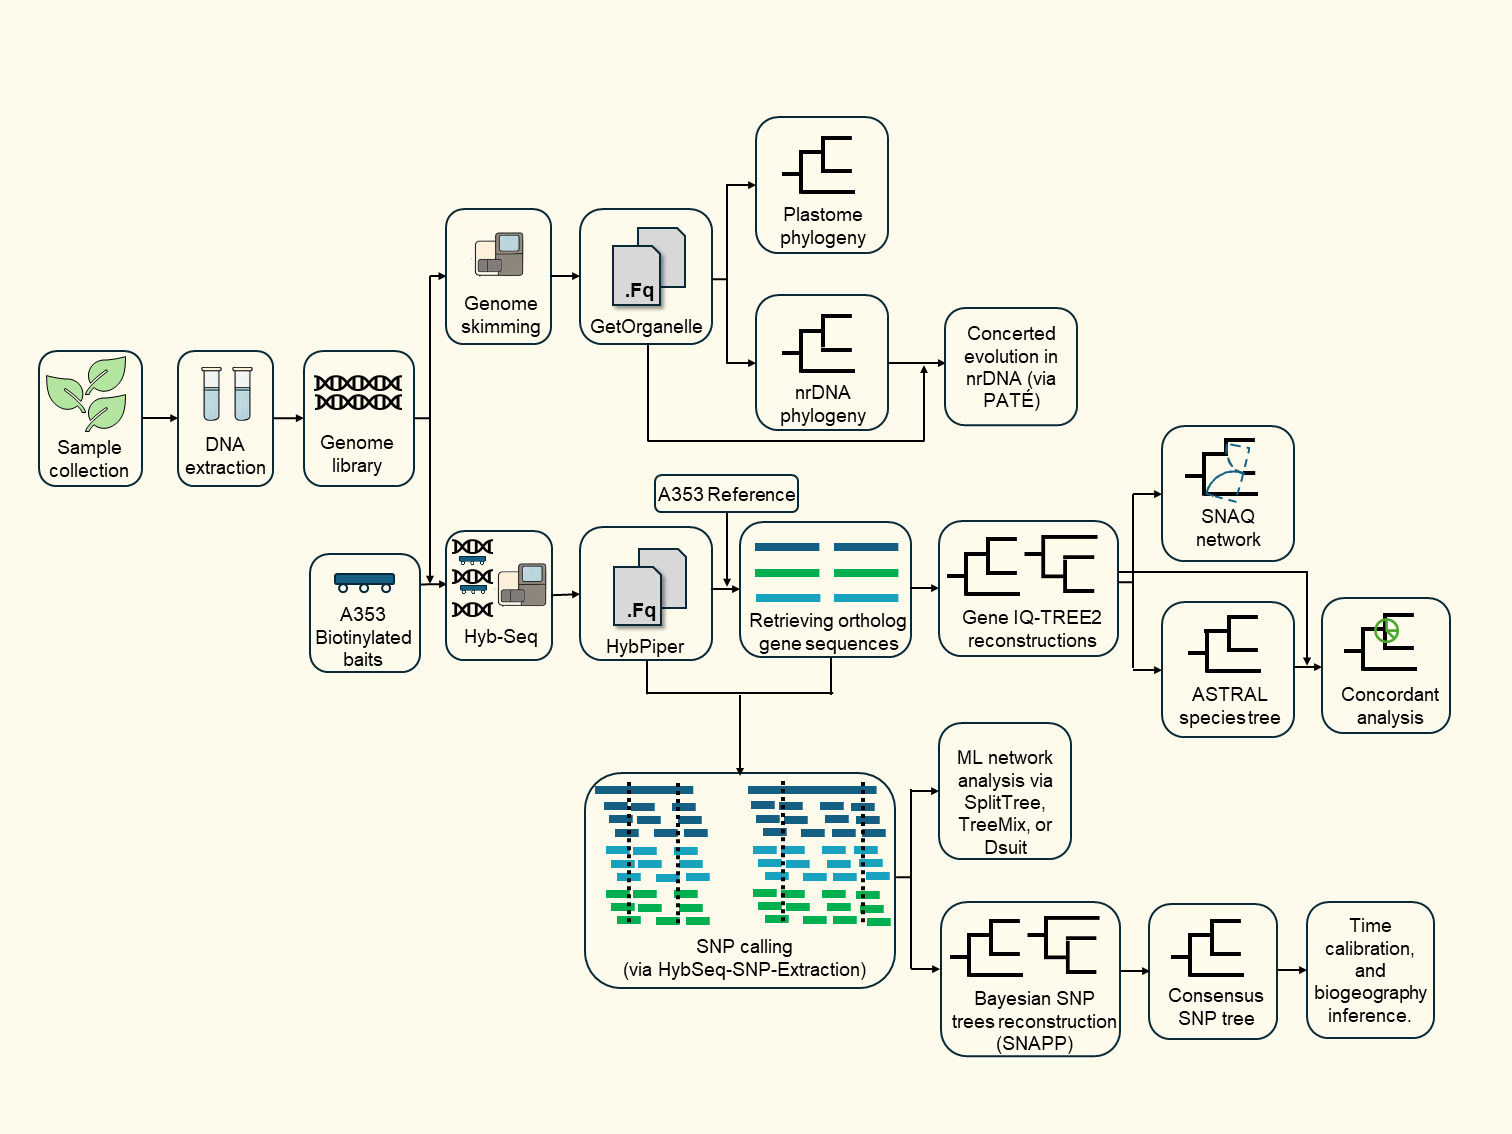 Plastome
phylogeny
Genome
skimming
.Fq
GetOrganelle
nrDNA
phylogeny
Concerted
evolution in
nrDNA (via
PATÉ)
Sample
collection
DNA
extraction
Genome
library
A353 Reference
A353
Biotinylated
baits
Hyb-Seq
.Fq
HybPiper
Retrieving ortholog
gene sequences
Gene IQ-TREE2
reconstructions
SNAQ
network
ASTRAL
species tree
Concordant
analysis
ML network
analysis via
SplitTree,
TreeMix, or
Dsuit
SNP calling
(via HybSeq-SNP-Extraction)
Bayesian SNP
trees reconstruction
(SNAPP)
Consensus
SNP tree
Time
calibration,
and
biogeography
inference.